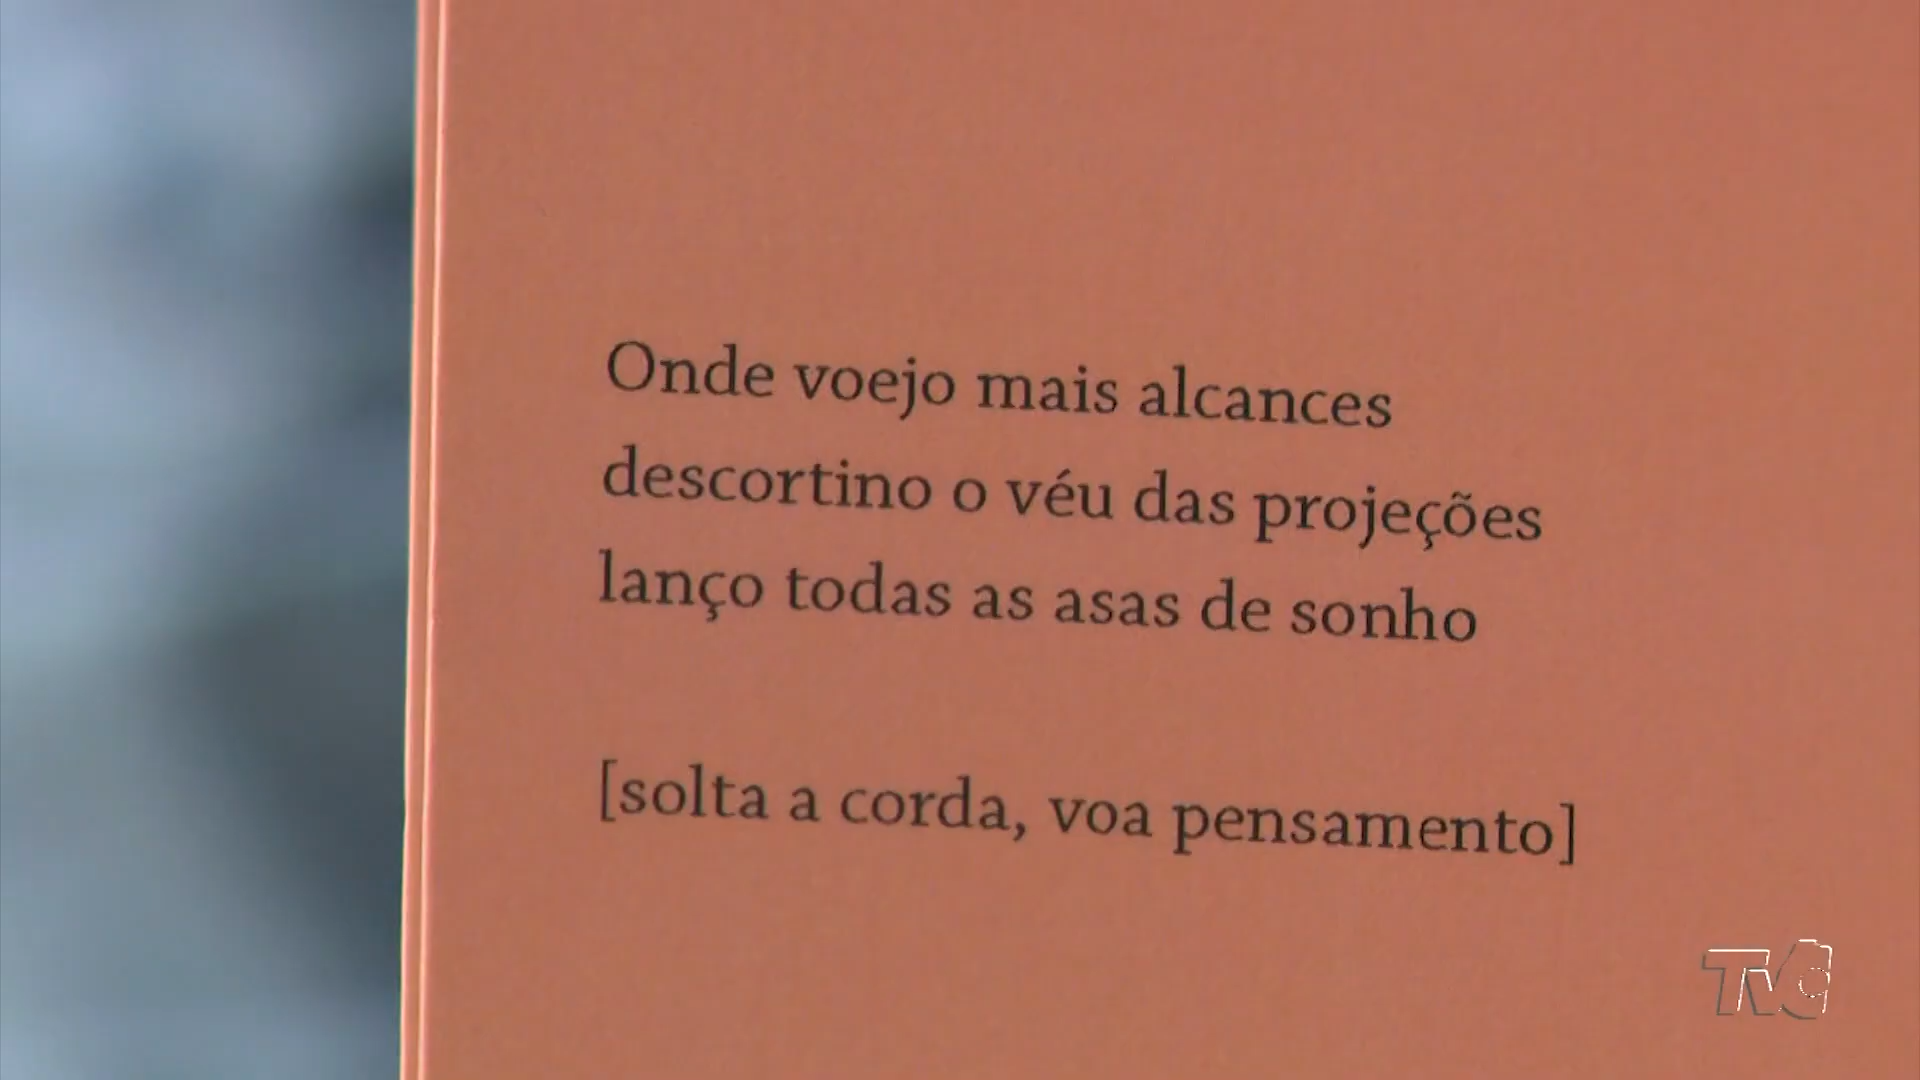 Onde voejo mais alcances
descortino o véu das projeções
lanço todas as asas de sonho
[solta a corda, voa pensamento]
TVC